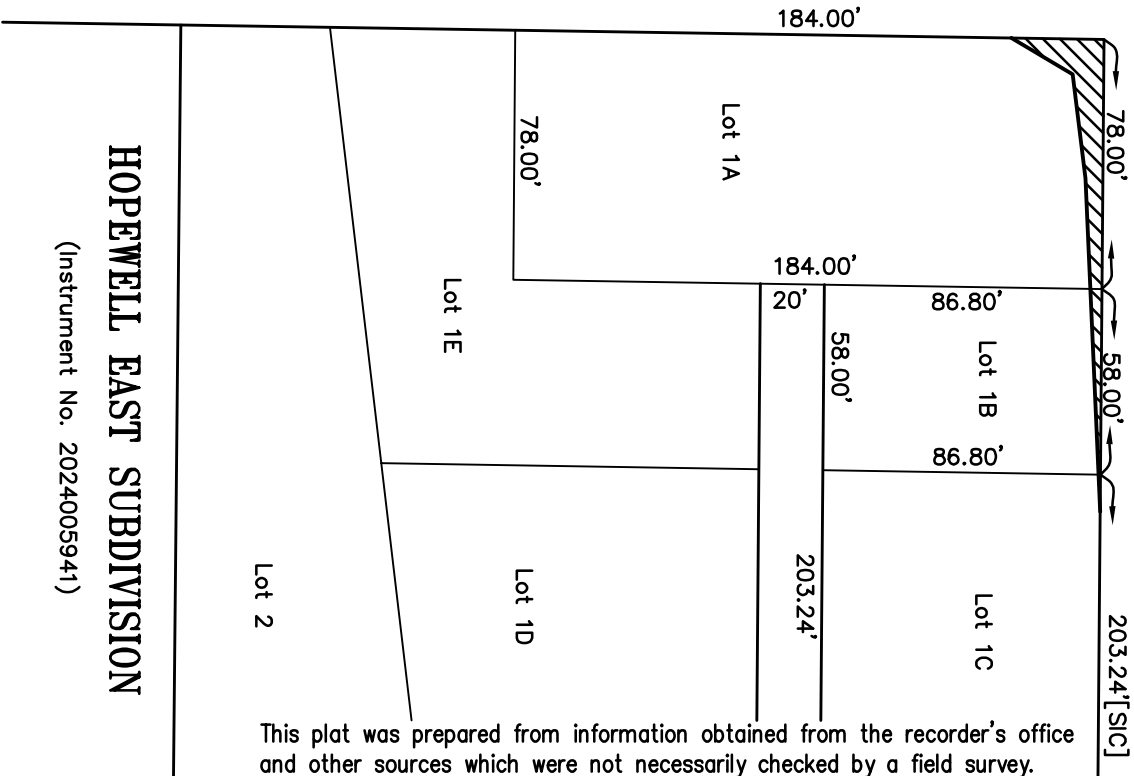 184.00'
78.00'
Lot 1A
78.00'
184.00'
20'
86.80'
Lot 1E
58.00'
Lot 1B
58.00'
86.80'
HOPEWELL EAST SUBDIVISION
(Instrument No. 2024005941)
Lot 2
Lot 1D
203.24'
Lot 1C
203.24'[SIC]
This plat was prepared from information obtained from the recorder's office
and other sources which were not necessarily checked by a field survey.